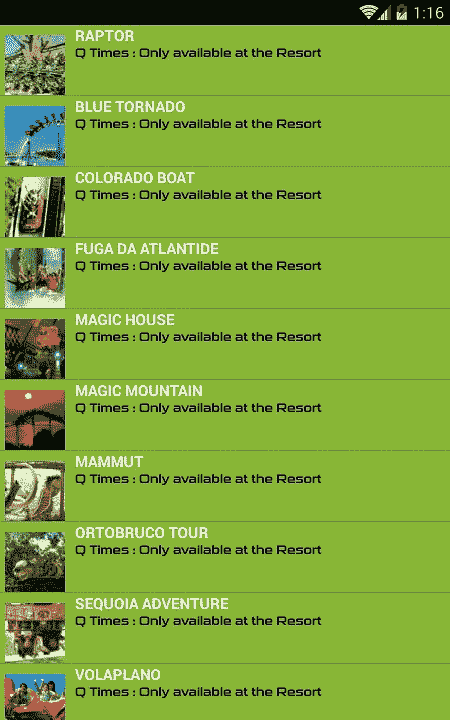 1:16
RAPTOR
Q Times : Only available at the Resort
BLUE TORNADO
Q Times : Only available at the Resort
COLORADO BOAT
Q Times : Only available at the Resort
FUGA DA ATLANTIDE
Q Times : Only available at the Resort
MAGIC HOUSE
Q Times : Only available at the Resort
MAGIC MOUNTAIN
Q Times : Only available at the Resort
MAMMUT
Q Times : Only available at the Resort
ORTOBRUCO TOUR
Q Times : Only available at the Resort
SEQUOIA ADVENTURE
Q Times : Only available at the Resort
VOLAPLANO
Q Times : Only available at the Resort